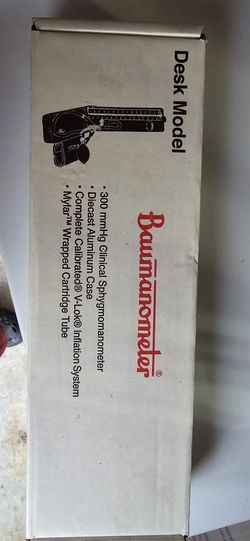 Desk Model
Baumanometer®
• 300 mmHg Clinical Sphygmomanometer
• Diecast Aluminum Case
• Complete Calibrated® V-Lok® Inflation System
• Mylar™ Wrapped Cartridge Tube